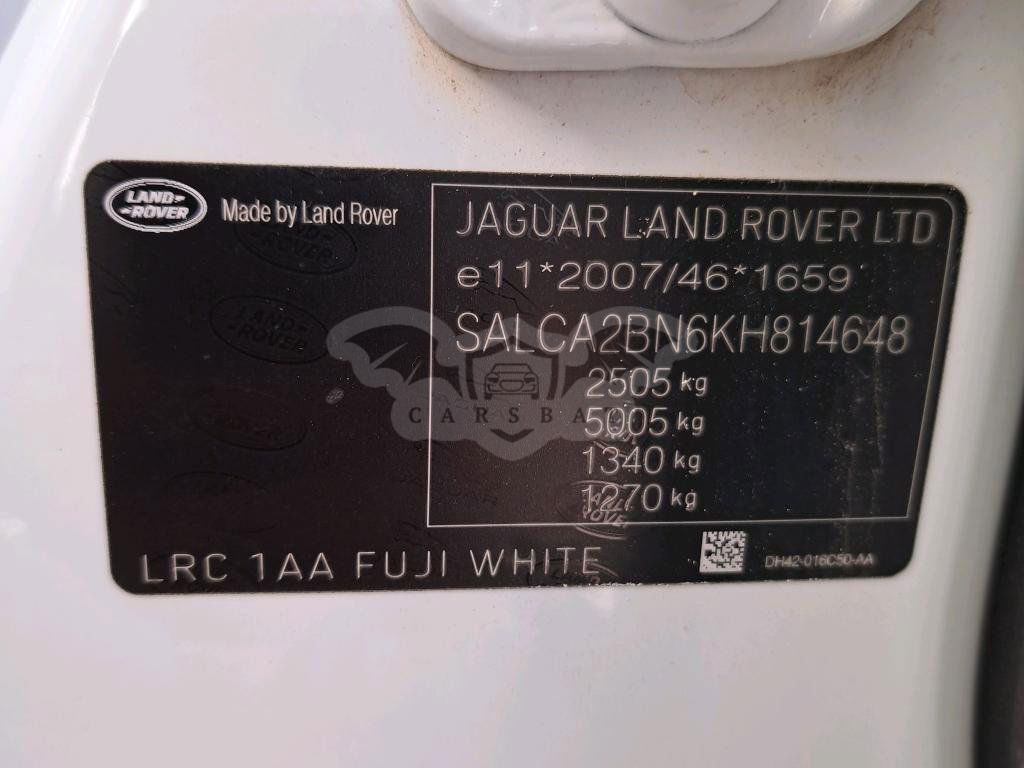 LAND-
-ROVER
Made by Land Rover
JAGUAR LAND ROVER LTD
e11*2007/46*1659
SALCA2BN6KH814648
2505 kg
5005 kg
1340 kg
1270 kg
LRC 1AA FUJI WHITE
DH42-016C50-AA